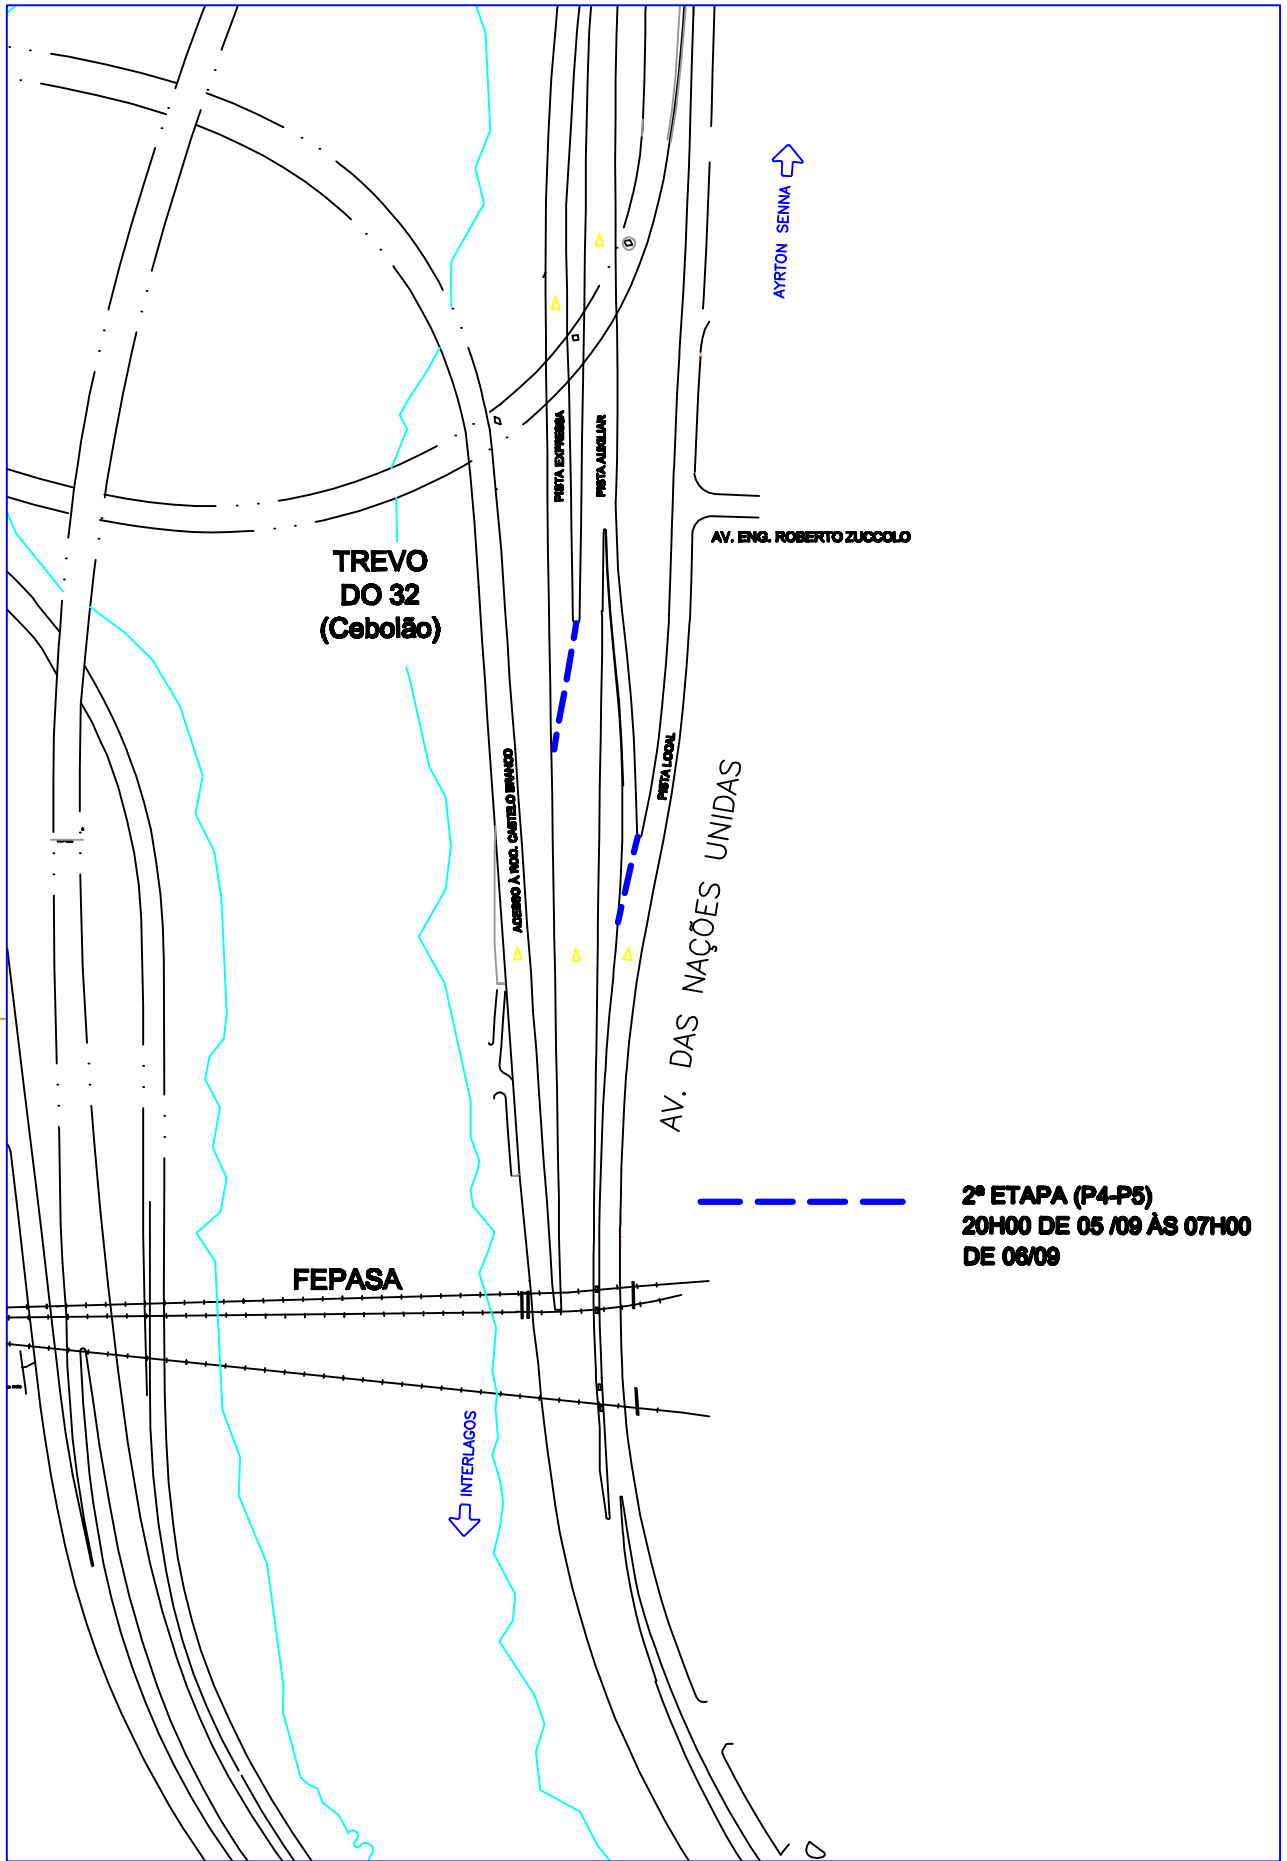 AYRTON SENNA
PISTA EXPRESSA
PISTA AUXILIAR
AV. ENG. ROBERTO ZUCCOLO
TREVO
DO 32
(Cebolão)
PISTA LOCAL
ACESSO À ROD. CASTELO BRANCO
AV. DAS NAÇÕES UNIDAS
2ª ETAPA (P4-P5)
20H00 DE 05 /09 ÀS 07H00
DE 06/09
FEPASA
INTERLAGOS